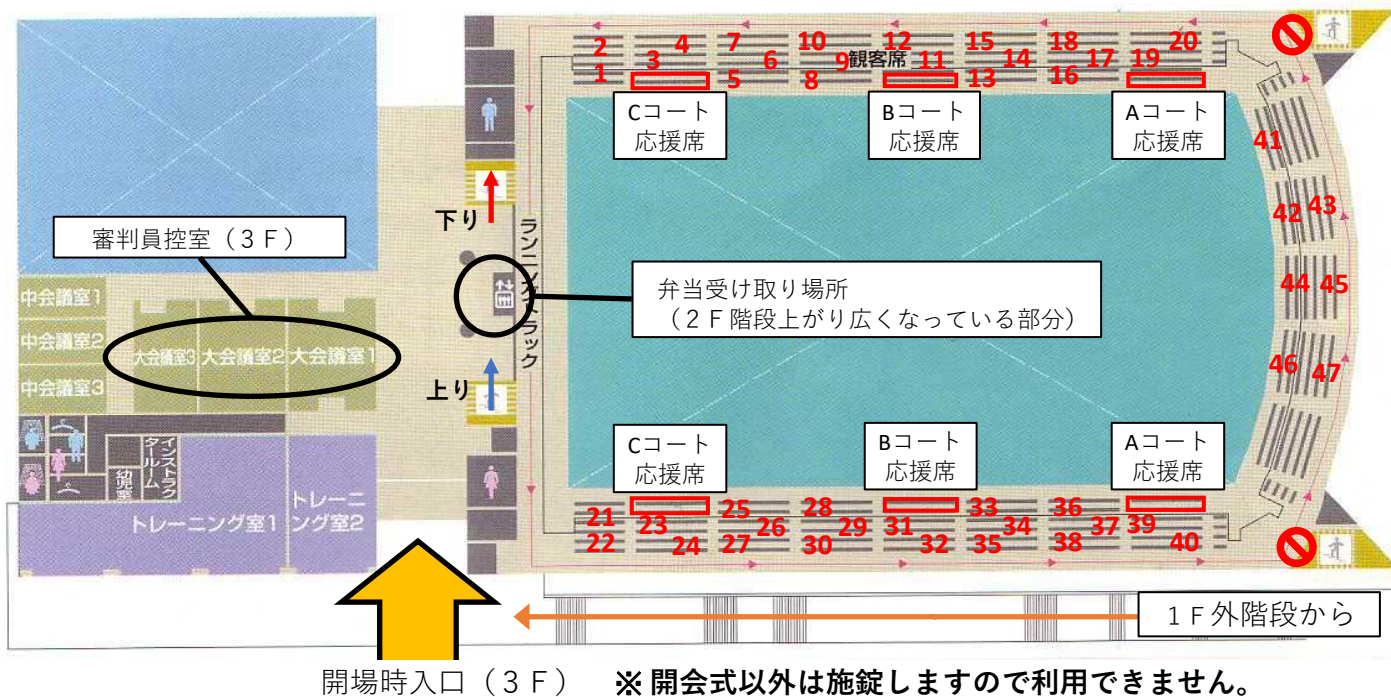 2
4
7
10
12
15
18
20
1
3
6
9
観客席
11
14
17
19
5
8
13
16
Cコート
応援席
Bコート
応援席
Aコート
応援席
41
42
43
44
45
46
47
下り
ランニングトラック
審判員控室（３Ｆ）
弁当受け取り場所
（２Ｆ階段上がり広くなっている部分）
中会議室1
中会議室2
中会議室3
大会議室3
大会議室2
大会議室1
上り
Cコート
応援席
Bコート
応援席
Aコート
応援席
インストラク
タールーム
幼児室
トレーニング室1
トレーニ
ング室2
21
23
25
26
28
29
31
33
34
36
37
39
22
24
27
30
32
35
38
40
１Ｆ外階段から
開場時入口（３Ｆ）
※開会式以外は施錠しますので利用できません。